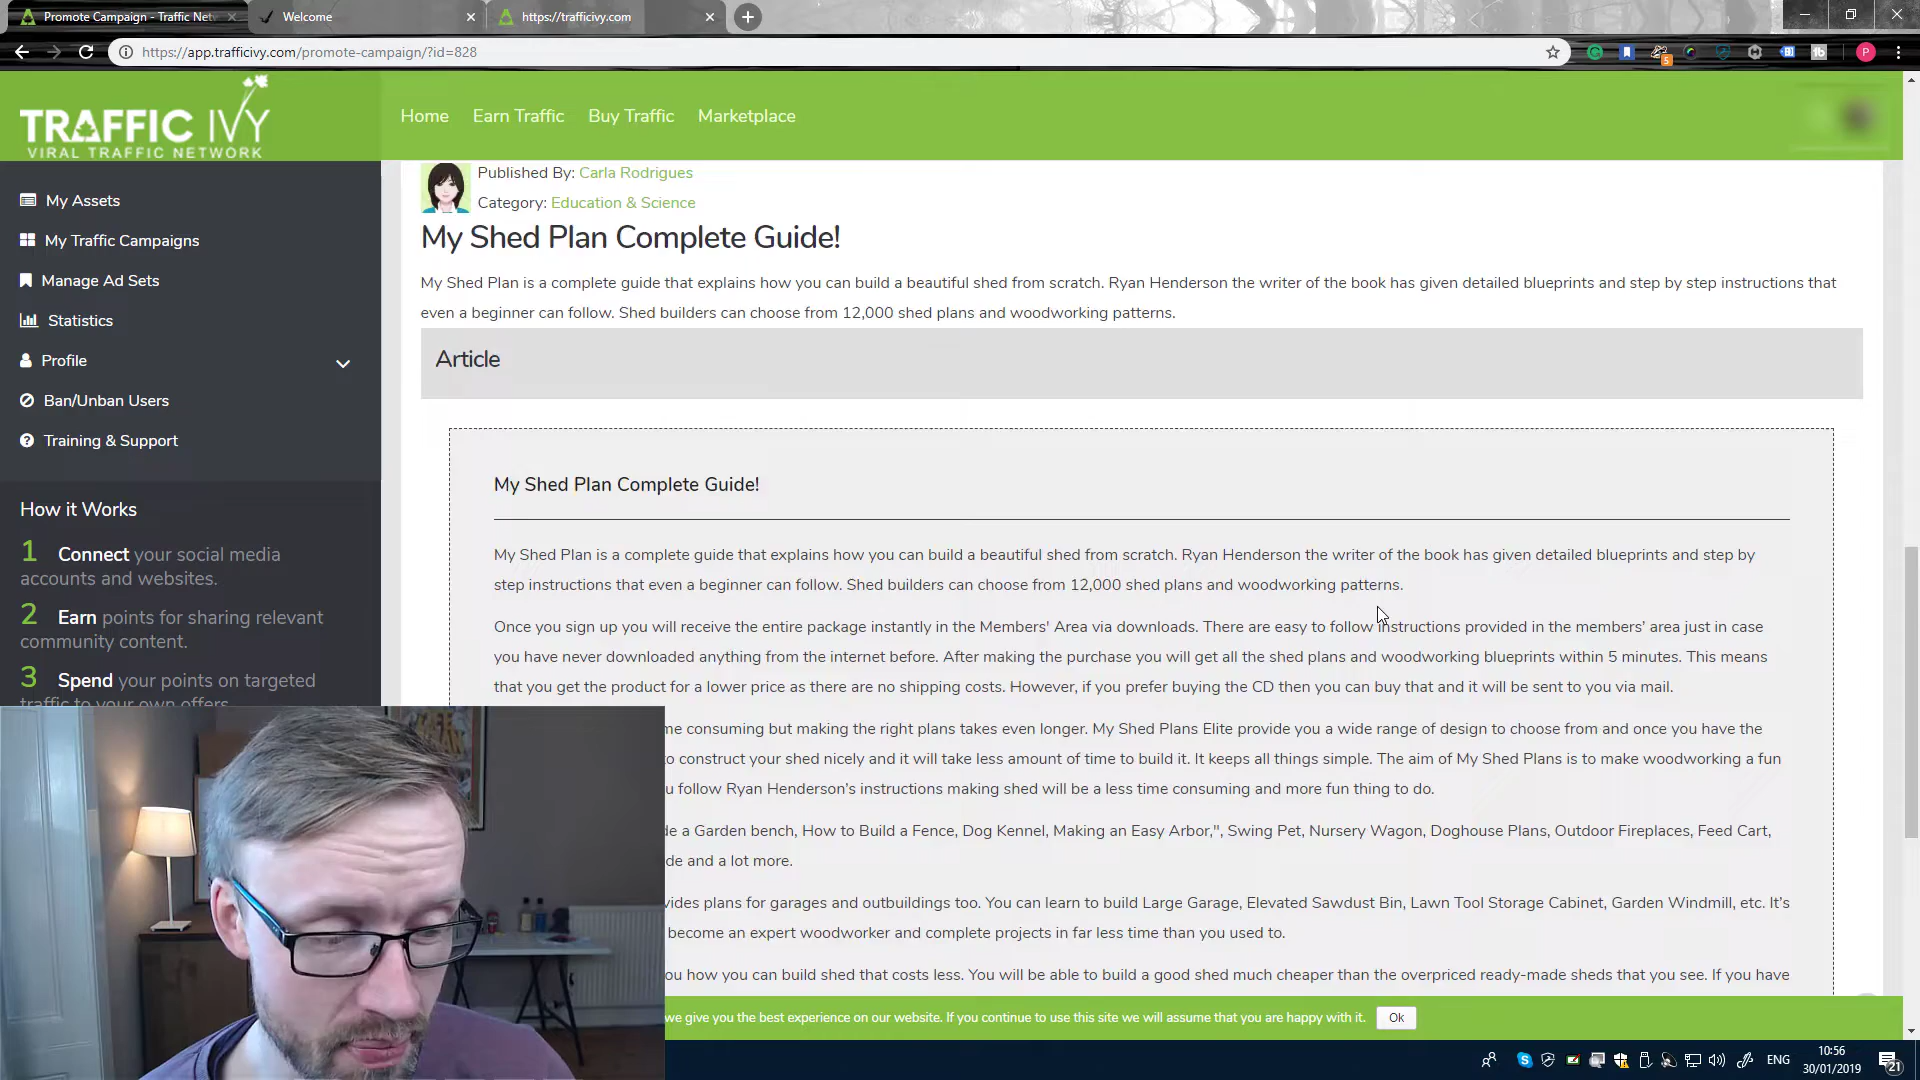 Promote Campaign - Traffic Net
Welcome
https://trafficivy.com
https://app.trafficivy.com/promote-campaign/?id=828
5
P
TRAFFIC IVY
VIRAL TRAFFIC NETWORK
Home Earn Traffic Buy Traffic Marketplace
My Assets
My Traffic Campaigns
Manage Ad Sets
Statistics
Profile
Ban/Unban Users
Training & Support
How it Works
1 Connect your social media
accounts and websites.
2 Earn points for sharing relevant
community content.
3 Spend your points on targeted
traffic to your own offers
Published By: Carla Rodrigues
Category: Education & Science
My Shed Plan Complete Guide!
My Shed Plan is a complete guide that explains how you can build a beautiful shed from scratch. Ryan Henderson the writer of the book has given detailed blueprints and step by step instructions that
even a beginner can follow. Shed builders can choose from 12,000 shed plans and woodworking patterns.
Article
My Shed Plan Complete Guide!
My Shed Plan is a complete guide that explains how you can build a beautiful shed from scratch. Ryan Henderson the writer of the book has given detailed blueprints and step by
step instructions that even a beginner can follow. Shed builders can choose from 12,000 shed plans and woodworking patterns.
Once you sign up you will receive the entire package instantly in the Members' Area via downloads. There are easy to follow instructions provided in the members’ area just in case
you have never downloaded anything from the internet before. After making the purchase you will get all the shed plans and woodworking blueprints within 5 minutes. This means
that you get the product for a lower price as there are no shipping costs. However, if you prefer buying the CD then you can buy that and it will be sent to you via mail.
me consuming but making the right plans takes even longer. My Shed Plans Elite provide you a wide range of design to choose from and once you have the
o construct your shed nicely and it will take less amount of time to build it. It keeps all things simple. The aim of My Shed Plans is to make woodworking a fun
u follow Ryan Henderson’s instructions making shed will be a less time consuming and more fun thing to do.
de a Garden bench, How to Build a Fence, Dog Kennel, Making an Easy Arbor,", Swing Pet, Nursery Wagon, Doghouse Plans, Outdoor Fireplaces, Feed Cart,
de and a lot more.
vides plans for garages and outbuildings too. You can learn to build Large Garage, Elevated Sawdust Bin, Lawn Tool Storage Cabinet, Garden Windmill, etc. It’s
become an expert woodworker and complete projects in far less time than you used to.
ou how you can build shed that costs less. You will be able to build a good shed much cheaper than the overpriced ready-made sheds that you see. If you have
we give you the best experience on our website. If you continue to use this site we will assume that you are happy with it. Ok
ENG
10:56
30/01/2019
21